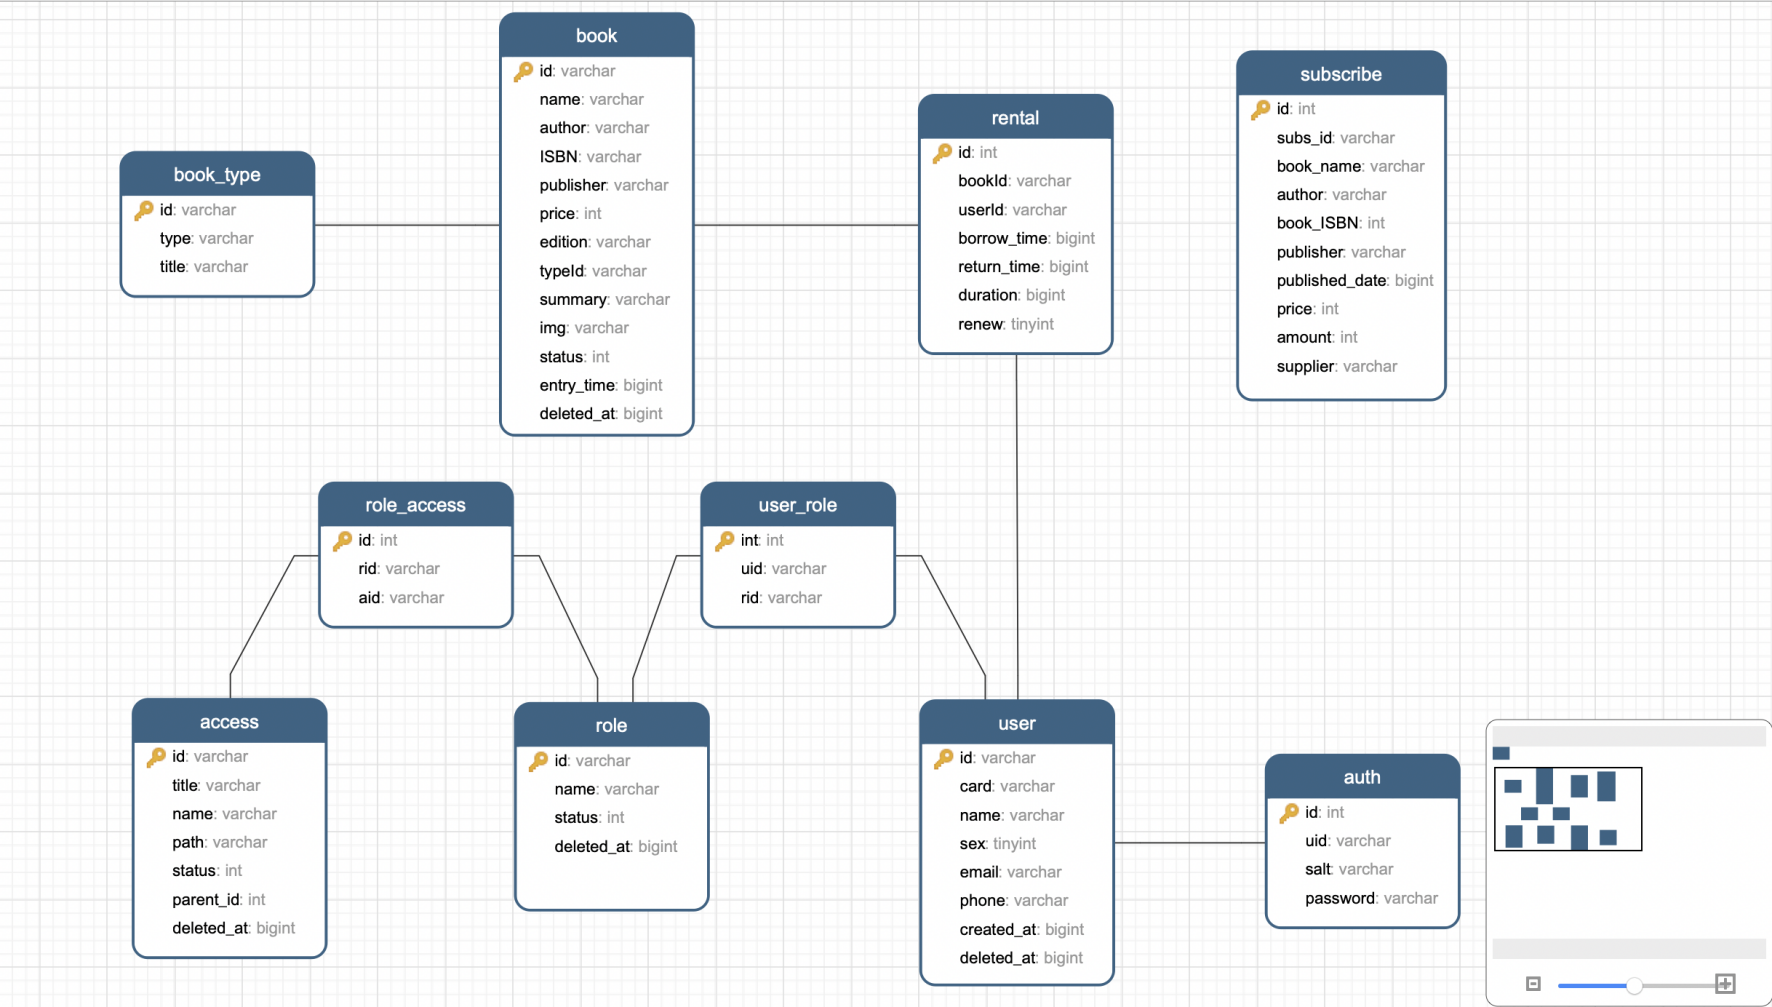 book
id: varchar
name: varchar
author: varchar
ISBN: varchar
publisher: varchar
price: int
edition: varchar
typeId: varchar
summary: varchar
img: varchar
status: int
entry_time: bigint
deleted_at: bigint
subscribe
id: int
subs_id: varchar
book_name: varchar
author: varchar
book_ISBN: int
publisher: varchar
published_date: bigint
price: int
amount: int
supplier: varchar
rental
id: int
bookId: varchar
userId: varchar
borrow_time: bigint
return_time: bigint
duration: bigint
renew: tinyint
book_type
id: varchar
type: varchar
title: varchar
role_access
id: int
rid: varchar
aid: varchar
user_role
int: int
uid: varchar
rid: varchar
access
id: varchar
title: varchar
name: varchar
path: varchar
status: int
parent_id: int
deleted_at: bigint
role
id: varchar
name: varchar
status: int
deleted_at: bigint
user
id: varchar
card: varchar
name: varchar
sex: tinyint
email: varchar
phone: varchar
created_at: bigint
deleted_at: bigint
auth
id: int
uid: varchar
salt: varchar
password: varchar